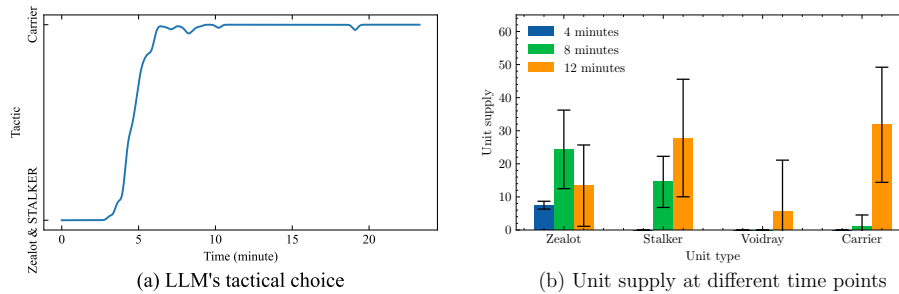 Carrier
Tactic
Zealot & STALKER
0 5 10 15 20
Time (minute)
(a) LLM's tactical choice
60
50
40
30
20
10
0
Unit supply
4 minutes
8 minutes
12 minutes
Zealot Stalker Voidray Carrier
Unit type
(b) Unit supply at different time points